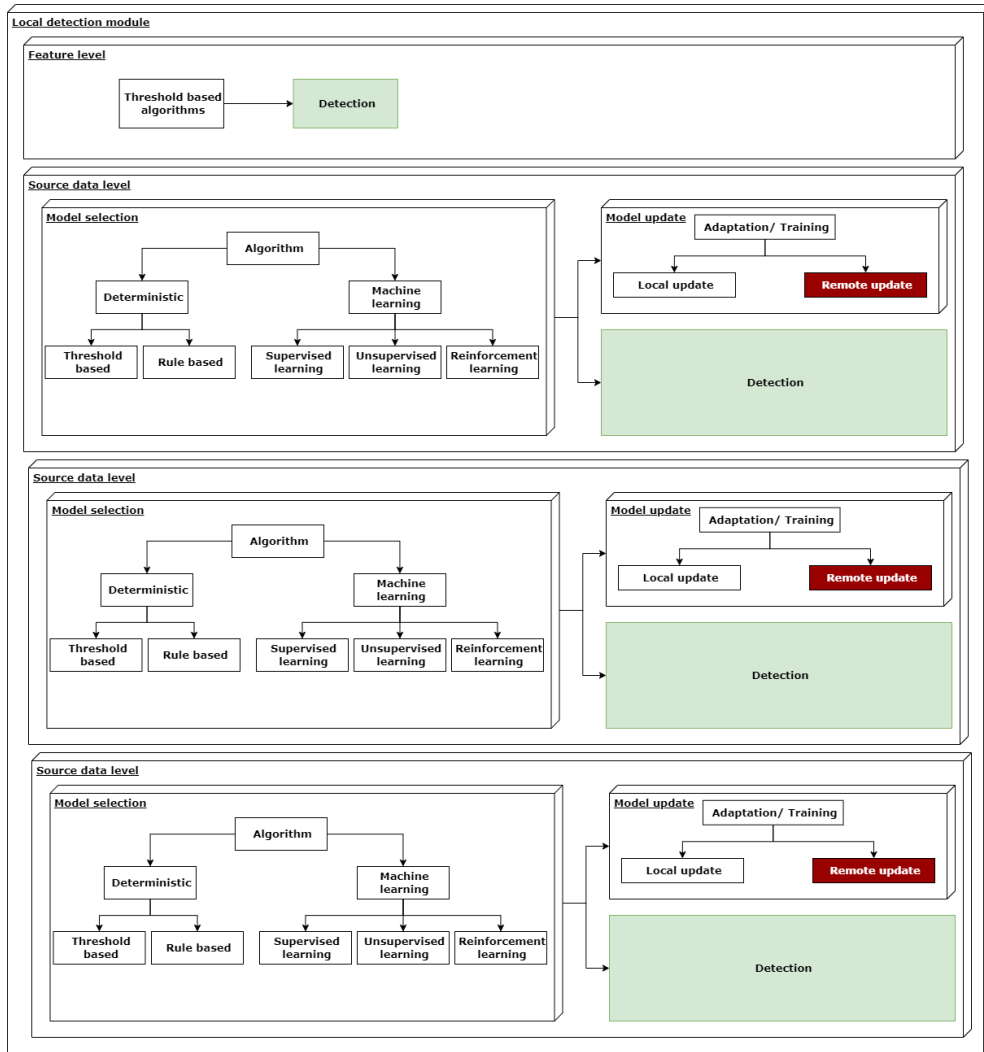 Local detection module
Feature level
Threshold based
algorithms
Detection
Source data level
Model selection
Algorithm
Deterministic
Machine
learning
Threshold
based
Rule based
Supervised
learning
Unsupervised
learning
Reinforcement
learning
Model update
Adaptation/ Training
Local update
Remote update
Detection
Source data level
Model selection
Algorithm
Deterministic
Machine
learning
Threshold
based
Rule based
Supervised
learning
Unsupervised
learning
Reinforcement
learning
Model update
Adaptation/ Training
Local update
Remote update
Detection
Source data level
Model selection
Algorithm
Deterministic
Machine
learning
Threshold
based
Rule based
Supervised
learning
Unsupervised
learning
Reinforcement
learning
Model update
Adaptation/ Training
Local update
Remote update
Detection